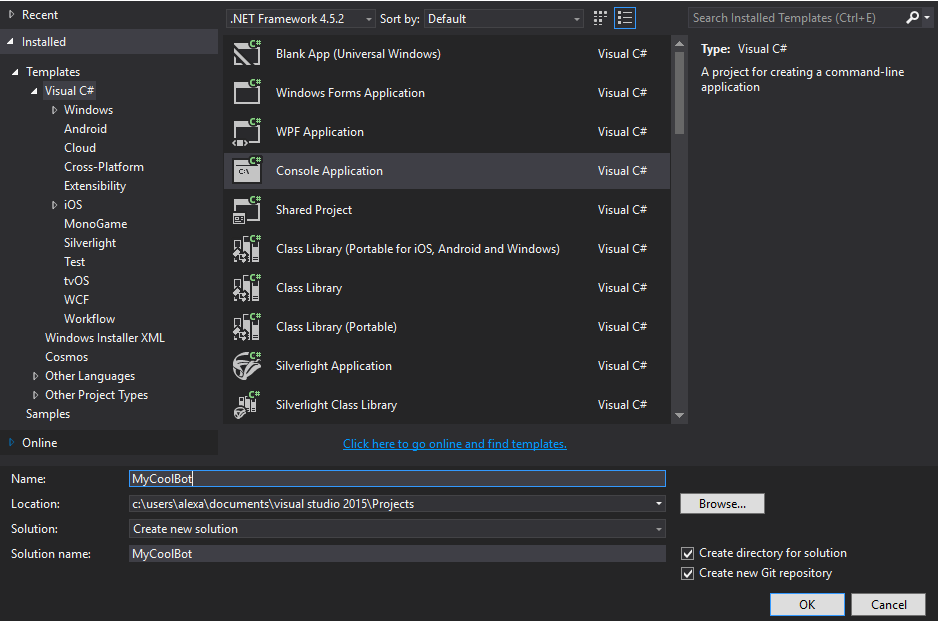 Recent
Installed
Templates
Visual C#
Windows
Android
Cloud
Cross-Platform
Extensibility
iOS
MonoGame
Silverlight
Test
tvOS
WCF
Workflow
Windows Installer XML
Cosmos
Other Languages
Other Project Types
Samples
Online
.NET Framework 4.5.2 Sort by: Default
Blank App (Universal Windows) Visual C#
Windows Forms Application Visual C#
WPF Application Visual C#
Console Application Visual C#
Shared Project Visual C#
Class Library (Portable for iOS, Android and Windows) Visual C#
Class Library Visual C#
Class Library (Portable) Visual C#
Silverlight Application Visual C#
Silverlight Class Library Visual C#
Click here to go online and find templates.
Search Installed Templates (Ctrl+E)
Type: Visual C#
A project for creating a command-line
application
Name: MyCoolBot
Location: c:\users\alexa\documents\visual studio 2015\Projects Browse...
Solution: Create new solution
Solution name: MyCoolBot
Create directory for solution
Create new Git repository
OK Cancel